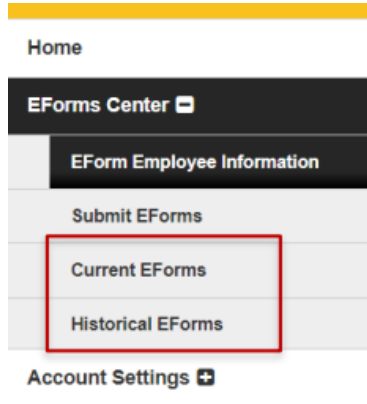 Home
EForms Center
EForm Employee Information
Submit EForms
Current EForms
Historical EForms
Account Settings